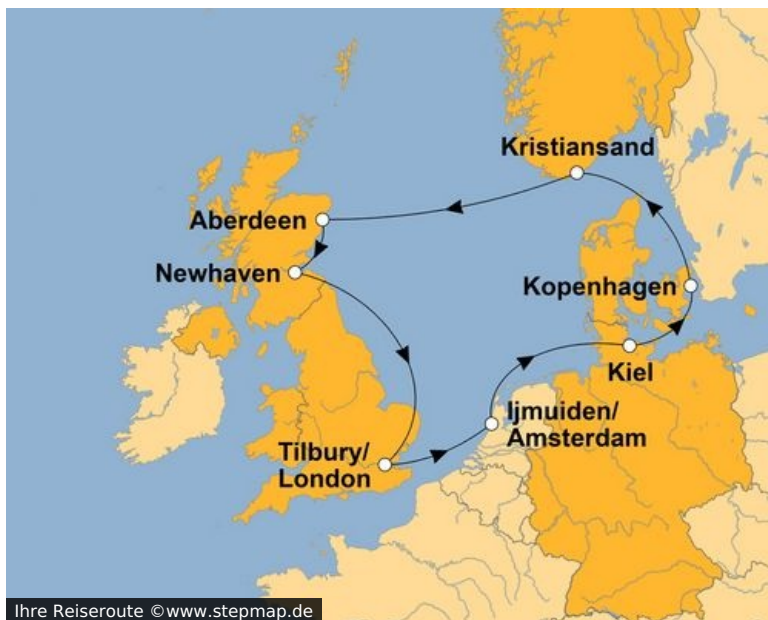 Kristiansand
Aberdeen
Newhaven
Kopenhagen
Kiel
Ijmuiden/
Amsterdam
Tilbury/
London
Ihre Reiseroute ©www.stepmap.de